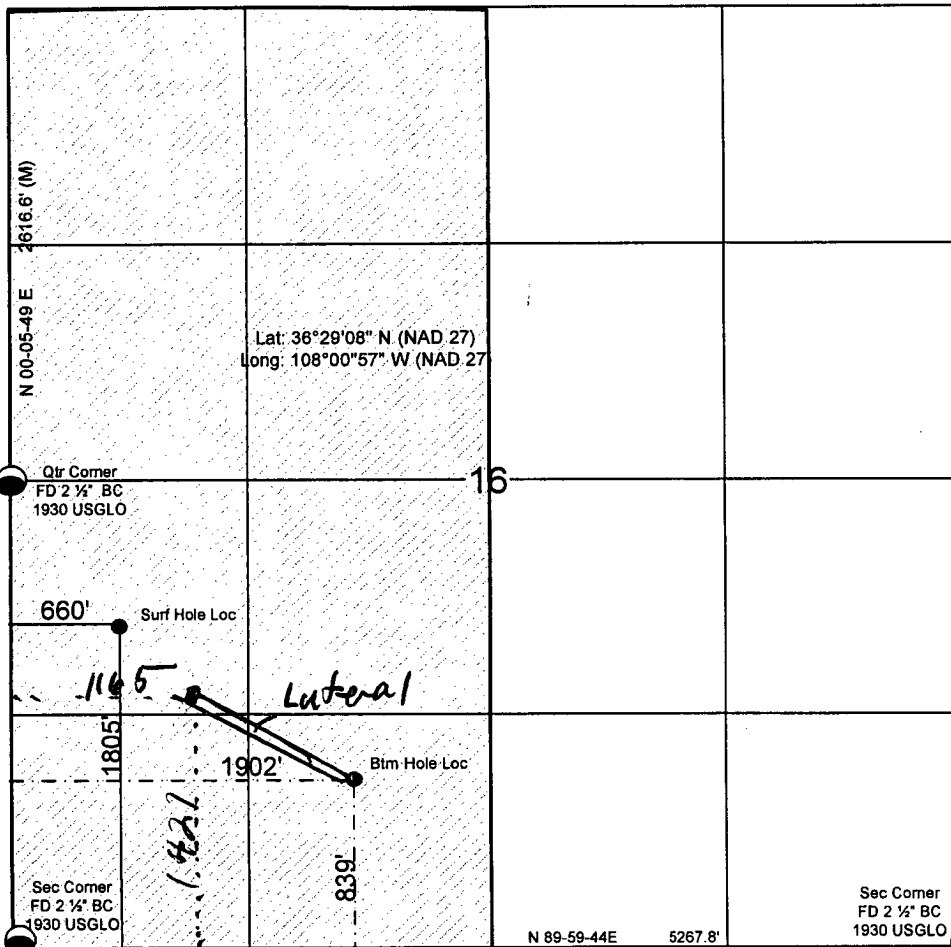 N 00-05-49 E 2616.6' (M)
Lat: 36°29'08" N (NAD 27)
Long: 108°00"57" W (NAD 27
Qtr Corner
FD 2 ½" BC
1930 USGLO
16
660'
Surf Hole Loc
1165
Lateral
1805'
1902'
Btm Hole Loc
839'
Sec Corner
FD 2 ½" BC
1930 USGLO
N 89-59-44E 5267.8'
Sec Corner
FD 2 ½" BC
1930 USGLO